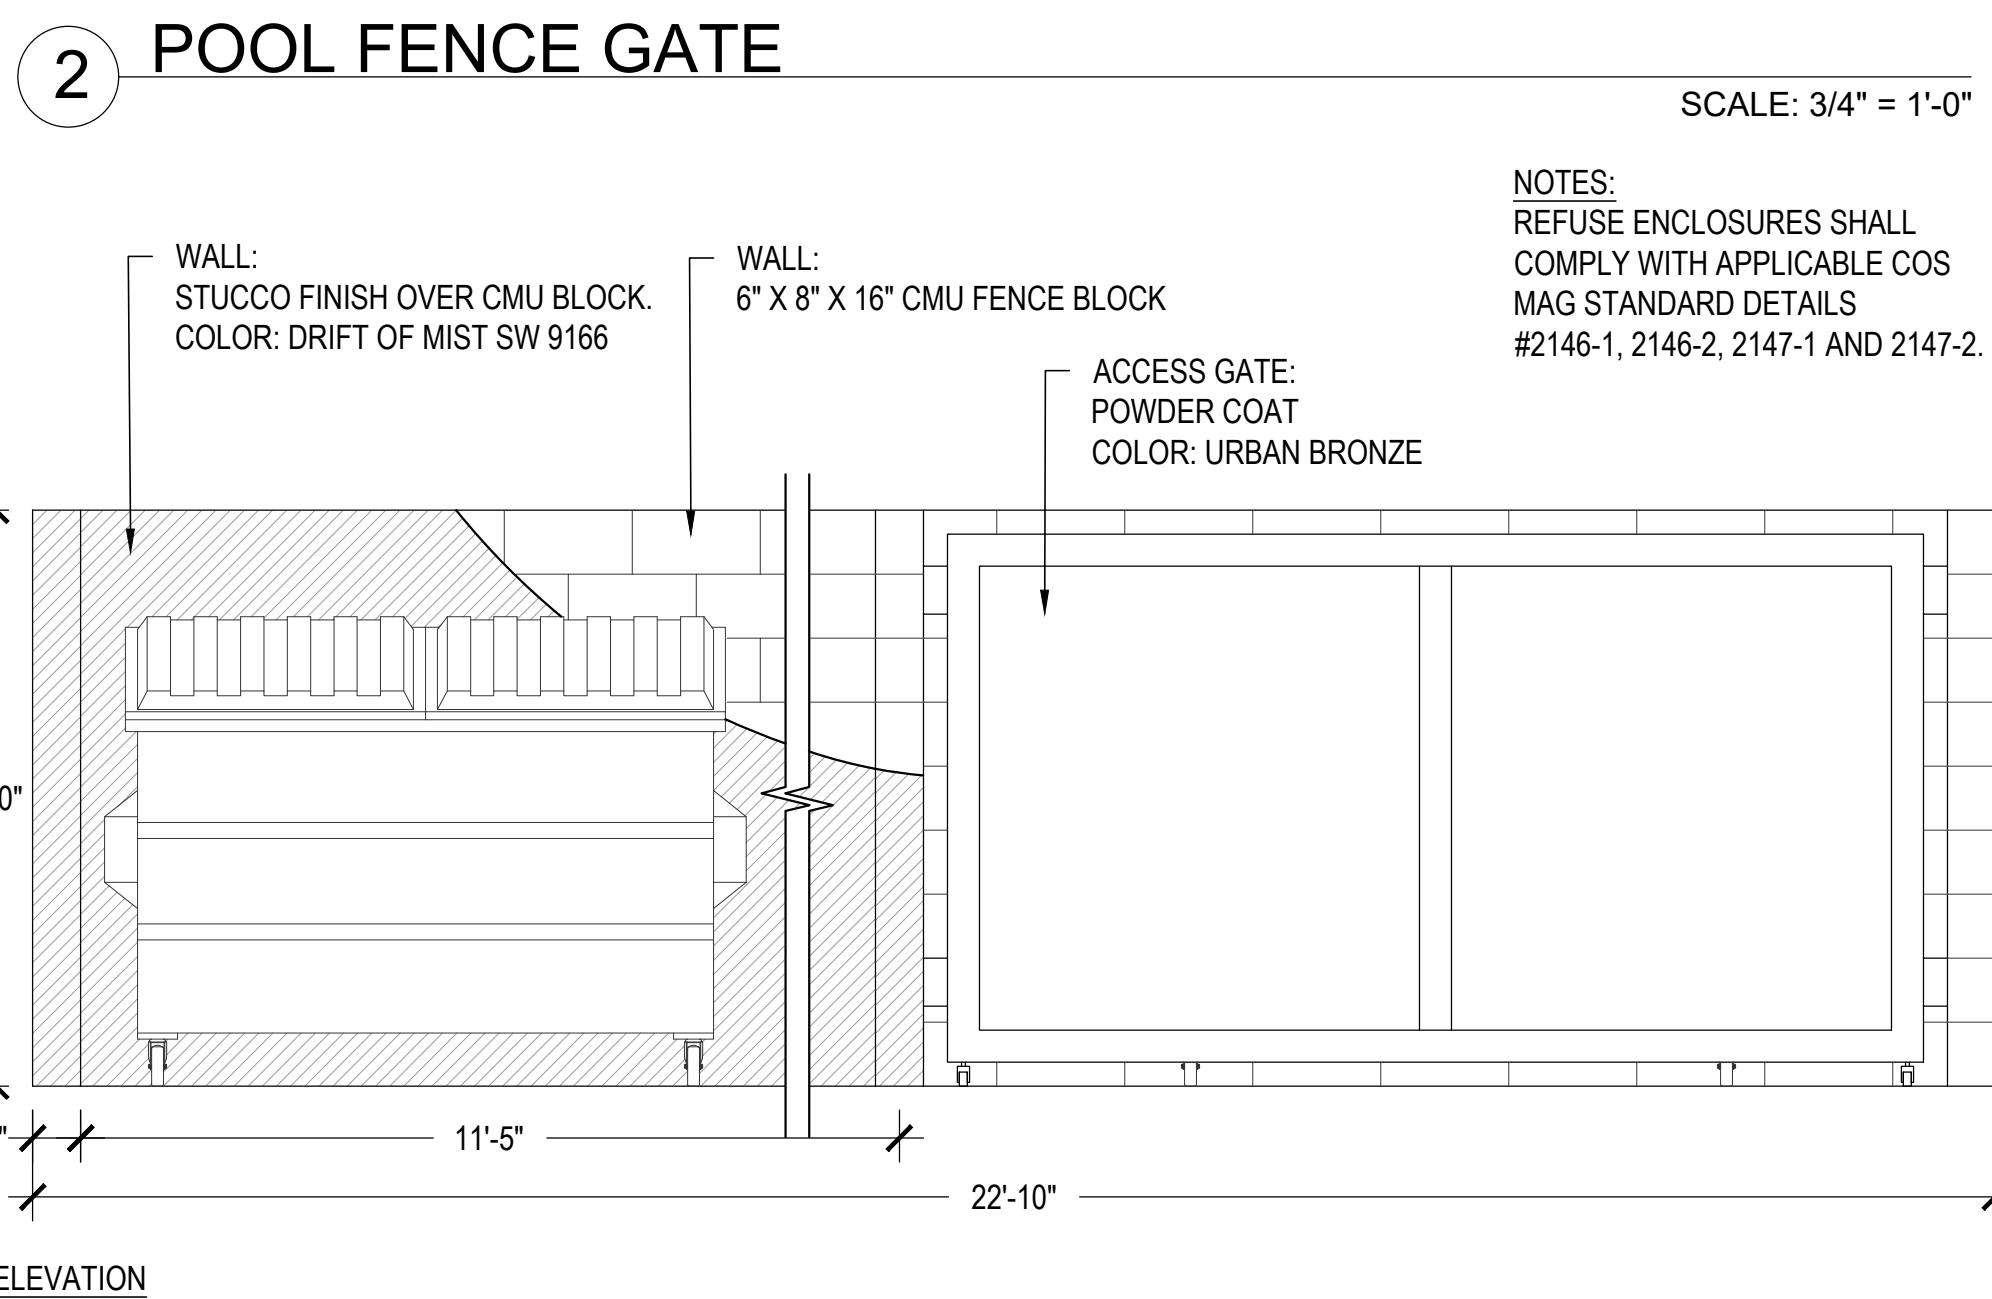 2
POOL FENCE GATE
SCALE: 3/4" = 1'-0"
NOTES:
REFUSE ENCLOSURES SHALL
COMPLY WITH APPLICABLE COS
MAG STANDARD DETAILS
#2146-1, 2146-2, 2147-1 AND 2147-2.
WALL:
STUCCO FINISH OVER CMU BLOCK.
COLOR: DRIFT OF MIST SW 9166
WALL:
6" X 8" X 16" CMU FENCE BLOCK
ACCESS GATE:
POWDER COAT
COLOR: URBAN BRONZE
0"
"
11'-5"
22'-10"
ELEVATION